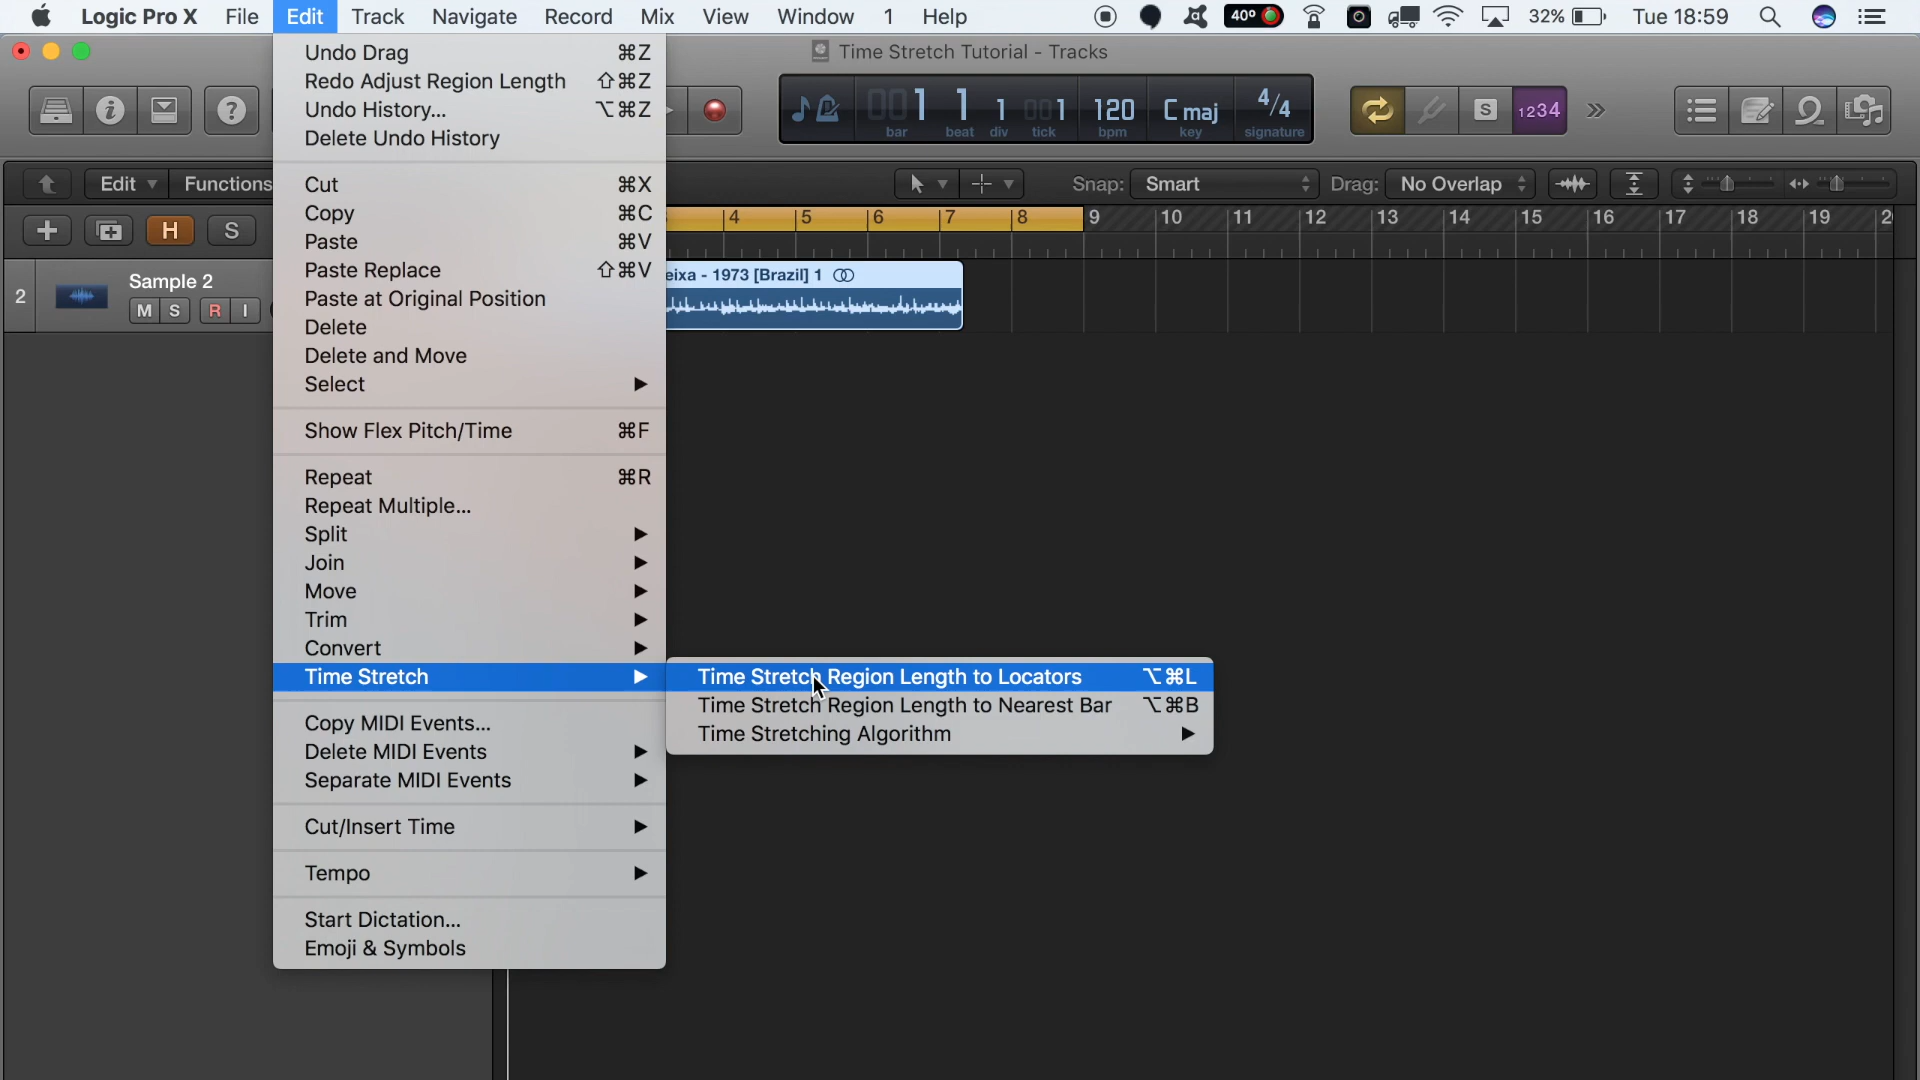 Logic Pro X File Edit Track Navigate Record Mix View Window 1 Help 40° 32% Tue 18:59
Time Stretch Tutorial - Tracks
Undo Drag ⌘Z
Redo Adjust Region Length ⇧⌘Z
Undo History... ⌥⌘Z
Delete Undo History
Cut ⌘X
Copy ⌘C
Paste ⌘V
Paste Replace ⇧⌘V
Paste at Original Position
Delete
Delete and Move
Select
Show Flex Pitch/Time ⌘F
Repeat ⌘R
Repeat Multiple...
Split
Join
Move
Trim
Convert
Time Stretch
Copy MIDI Events...
Delete MIDI Events
Separate MIDI Events
Cut/Insert Time
Tempo
Start Dictation...
Emoji & Symbols
Time Stretch Region Length to Locators ⌥⌘L
Time Stretch Region Length to Nearest Bar ⌥⌘B
Time Stretching Algorithm
?
001 1 1 001 120 C maj 4/4
bar beat div tick bpm key signature
S 1234
Edit Functions
Snap: Smart Drag: No Overlap
H S
4 5 6 7 8 9 10 11 12 13 14 15 16 17 18 19 2
2 Sample 2
M S R I
eixa - 1973 [Brazil] 1